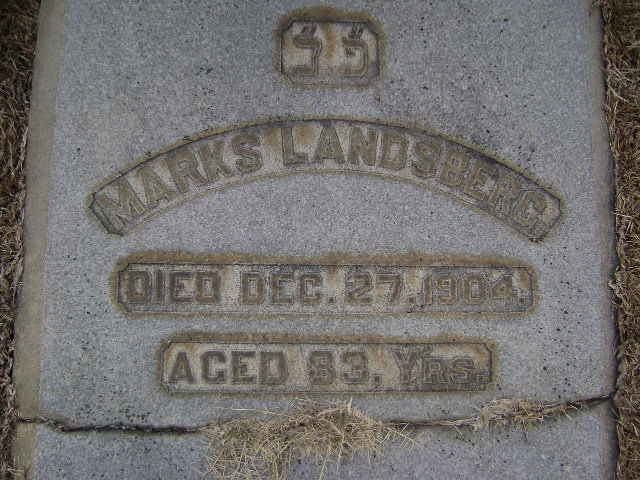 פ נ
MARKS LANDSBERG.
DIED DEC. 27, 1904.
AGED 83. YRS.